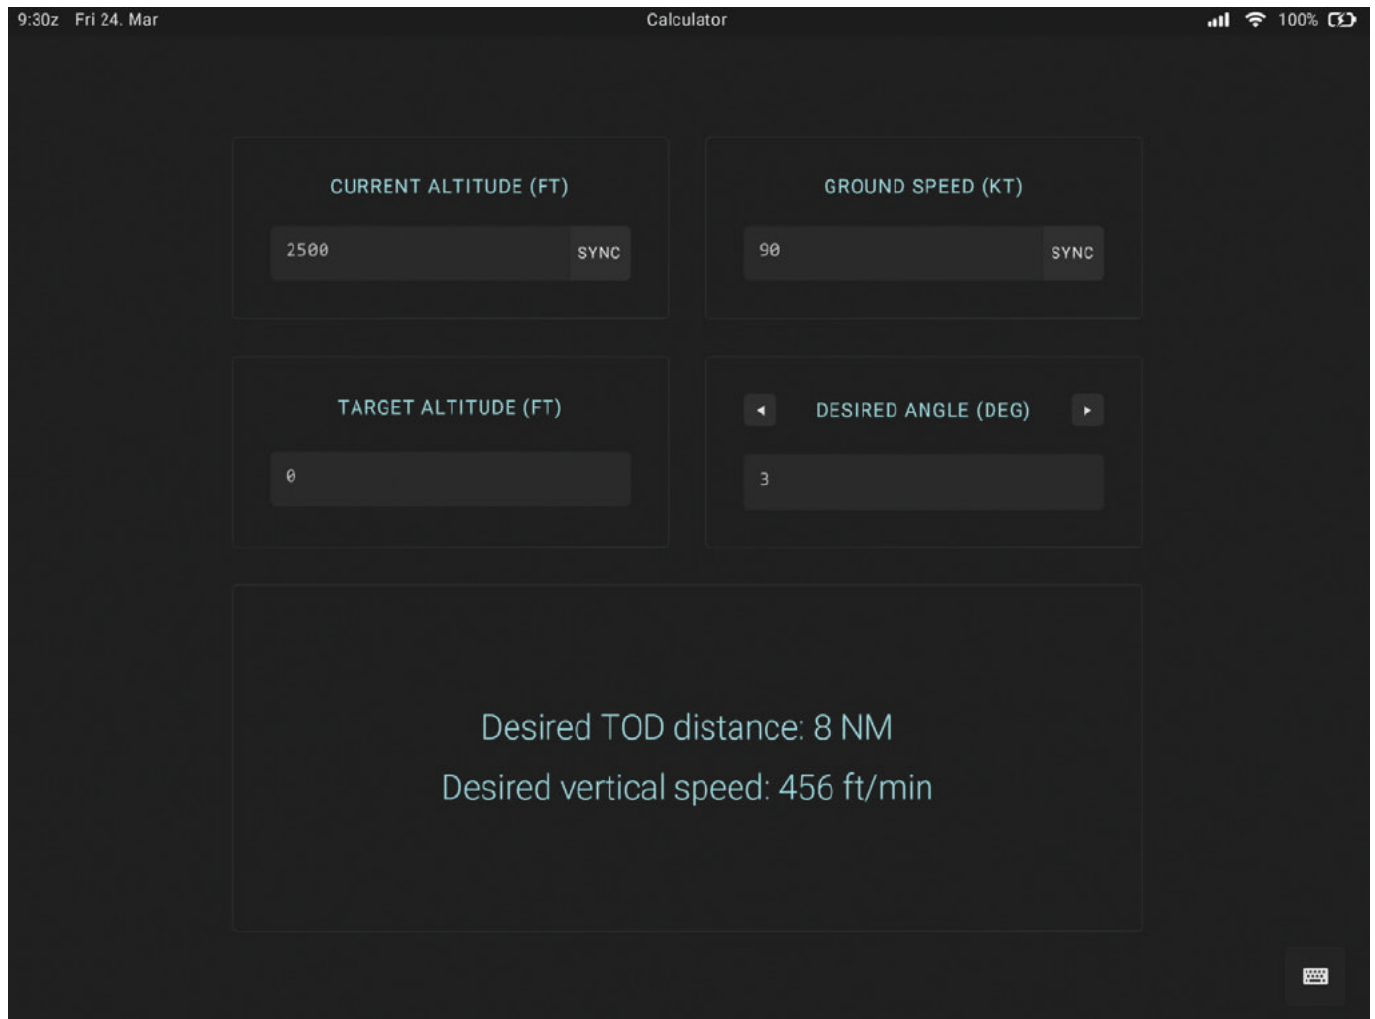 9:30z Fri 24. Mar Calculator 100%
CURRENT ALTITUDE (FT)
2500 SYNC
GROUND SPEED (KT)
90 SYNC
TARGET ALTITUDE (FT)
0
DESIRED ANGLE (DEG)
3
Desired TOD distance: 8 NM
Desired vertical speed: 456 ft/min